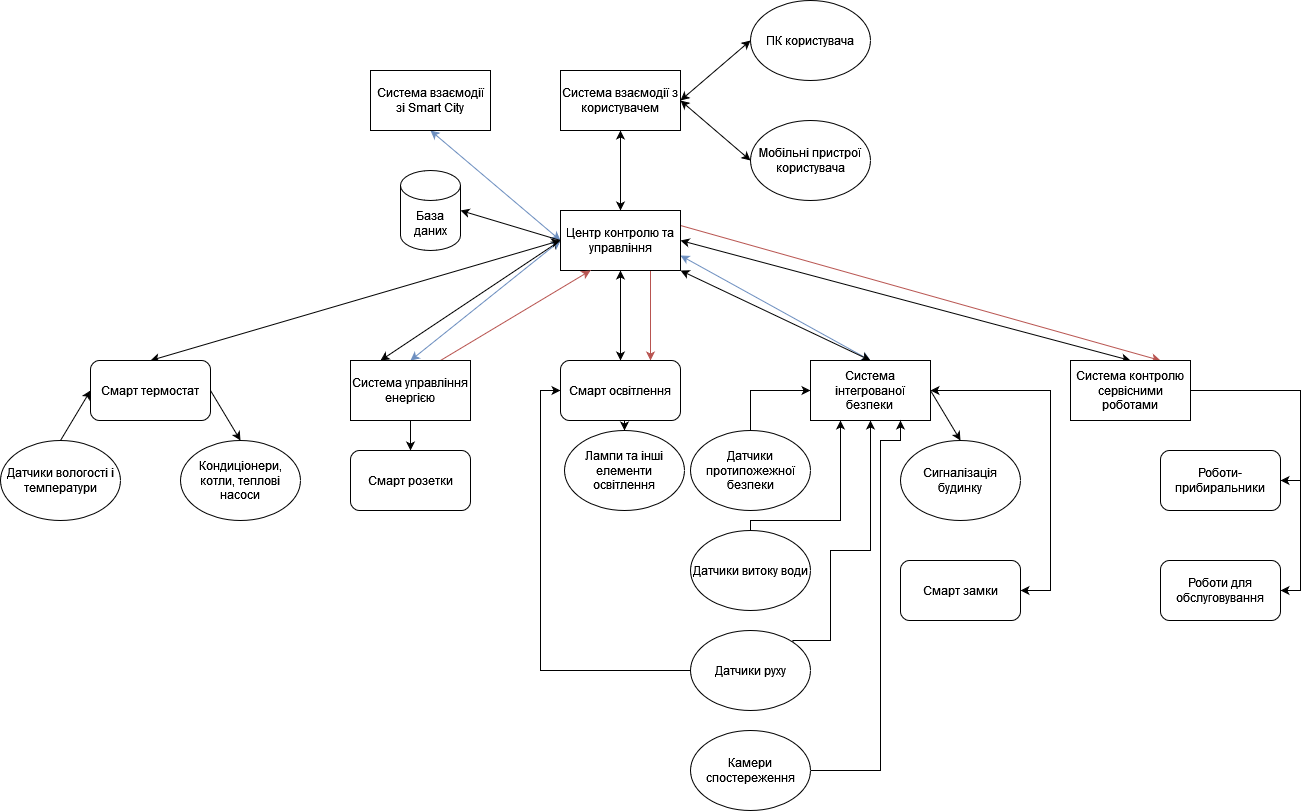 ПК користувача
Система взаємодії
зі Smart City
Система взаємодії з
користувачем
Мобільні пристрої
користувача
База
даних
Центр контролю та
управління
Смарт термостат
Система управління
енергією
Смарт освітлення
Система
інтегрованої
безпеки
Система контролю
сервісними
роботами
Датчики вологості і
температури
Кондиціонери,
котли, теплові
насоси
Смарт розетки
Лампи та інші
елементи
освітлення
Датчики
протипожежної
безпеки
Сигналізація
будинку
Роботи-
прибиральники
Датчики витоку води
Смарт замки
Роботи для
обслуговування
Датчики руху
Камери
спостереження